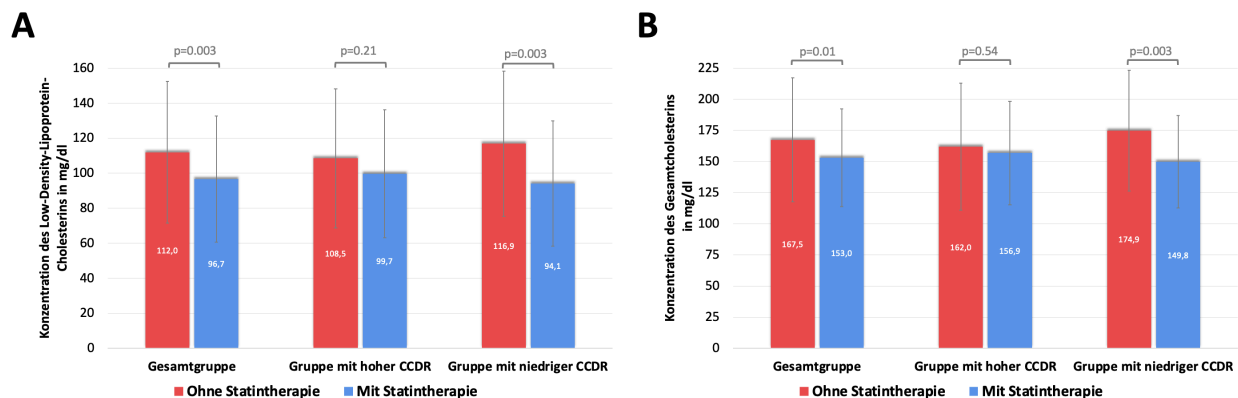 A
p=0.003
p=0.21
p=0.003
Konzentration des Low-Density-Lipoprotein-
Cholesterins in mg/dl
160
140
120
100
80
60
40
20
0
112,0
96,7
108,5
99,7
116,9
94,1
Gesamtgruppe
Gruppe mit hoher CCDR
Gruppe mit niedriger CCDR
Ohne Statintherapie
Mit Statintherapie
B
p=0.01
p=0.54
p=0.003
Konzentration des Gesamtcholesterins
in mg/dl
225
200
175
150
125
100
75
50
25
0
167,5
153,0
162,0
156,9
174,9
149,8
Gesamtgruppe
Gruppe mit hoher CCDR
Gruppe mit niedriger CCDR
Ohne Statintherapie
Mit Statintherapie